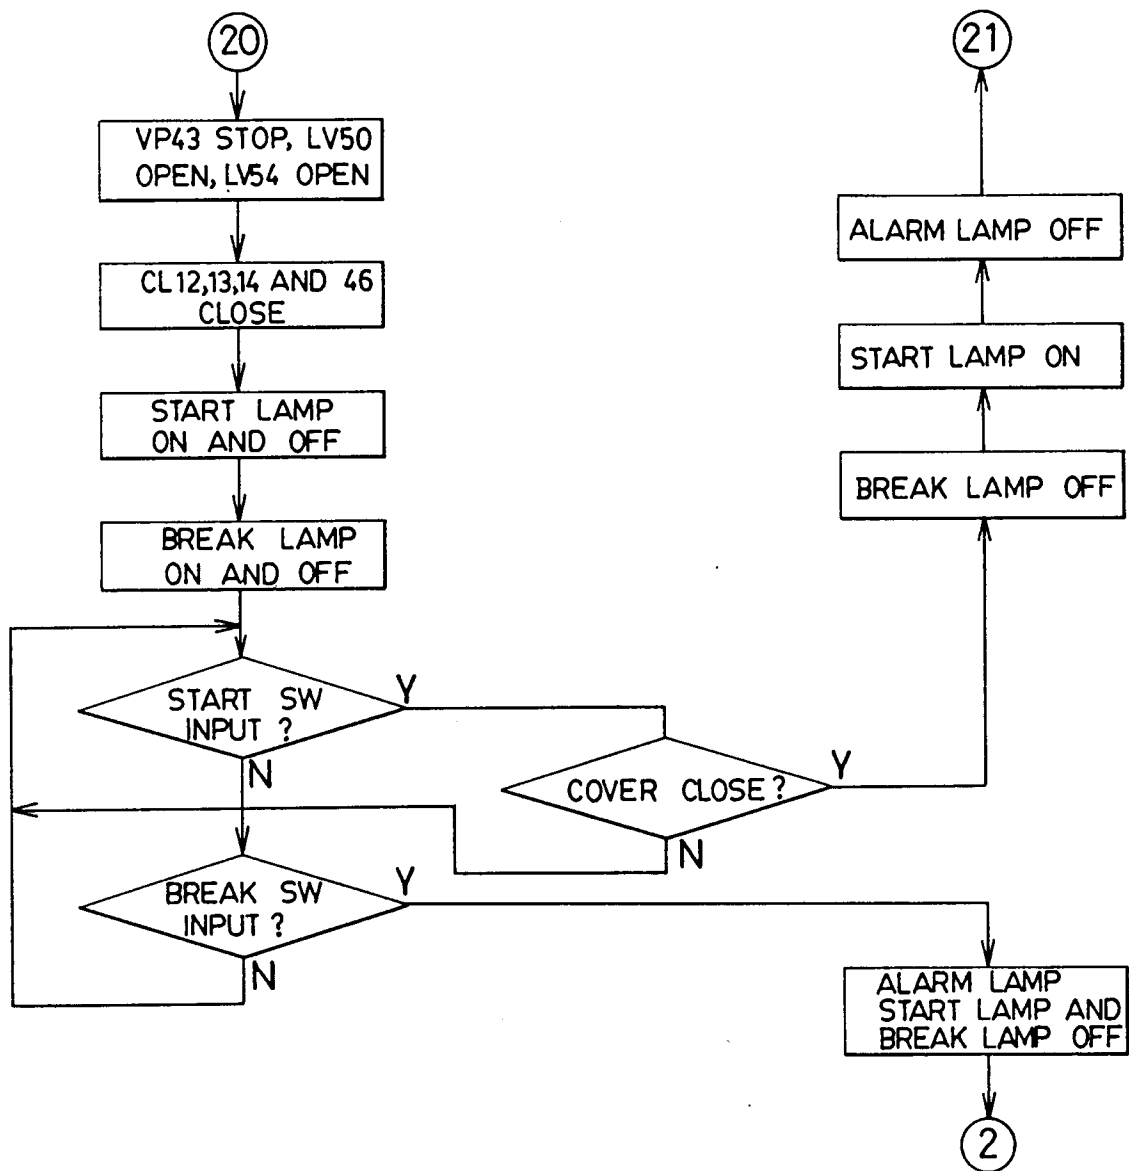 20
VP43 STOP, LV50
OPEN, LV54 OPEN
CL12,13,14 AND 46
CLOSE
START LAMP
ON AND OFF
BREAK LAMP
ON AND OFF
START SW
INPUT ?
Y
N
COVER CLOSE ?
Y
N
BREAK SW
INPUT ?
Y
N
21
ALARM LAMP OFF
START LAMP ON
BREAK LAMP OFF
ALARM LAMP
START LAMP AND
BREAK LAMP OFF
2